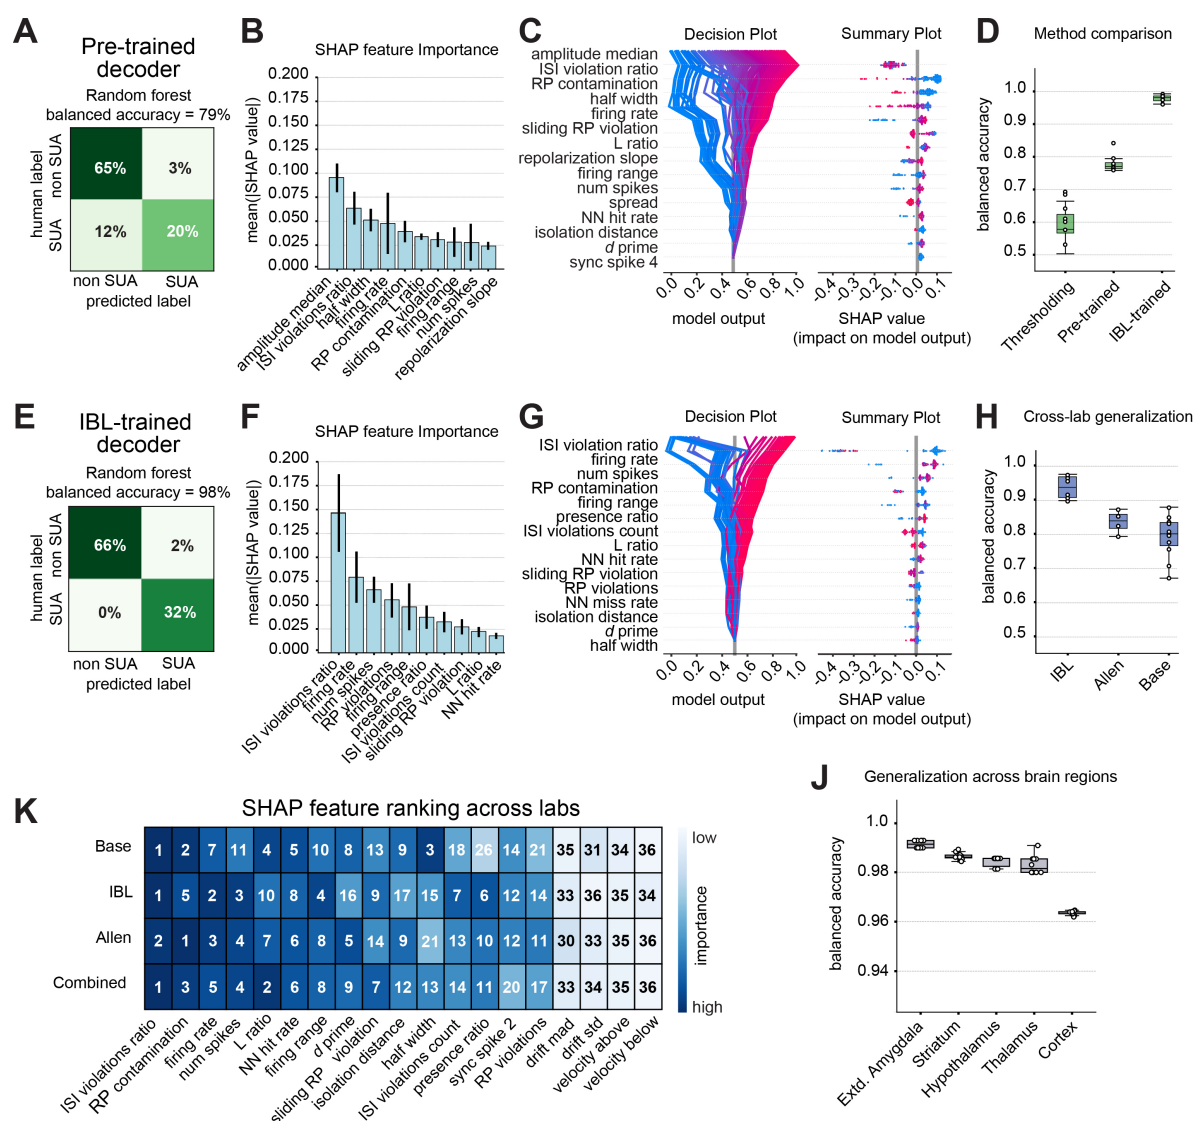 A
Pre-trained
decoder
Random forest
balanced accuracy = 79%
human label
non SUA
SUA
65%
3%
12%
20%
non SUA
SUA
predicted label
B
SHAP feature Importance
mean(|SHAP value|)
0.200
0.175
0.150
0.125
0.100
0.075
0.050
0.025
0.000
amplitude median
ISI violations ratio
half width
firing rate
RP contamination
L ratio
sliding RP violation
firing range
num spikes
repolarization slope
C
Decision Plot
Summary Plot
amplitude median
ISI violation ratio
RP contamination
half width
firing rate
sliding RP violation
L ratio
repolarization slope
firing range
num spikes
spread
NN hit rate
isolation distance
d prime
sync spike 4
0.0 0.2 0.4 0.6 0.8 1.0
model output
-0.4 -0.3 -0.2 -0.1 0.0 0.1
SHAP value
(impact on model output)
D
Method comparison
balanced accuracy
1.0
0.9
0.8
0.7
0.6
0.5
Thresholding
Pre-trained
IBL-trained
E
IBL-trained
decoder
Random forest
balanced accuracy = 98%
human label
non SUA
SUA
66%
2%
0%
32%
non SUA
SUA
predicted label
F
SHAP feature Importance
mean(|SHAP value|)
0.200
0.175
0.150
0.125
0.100
0.075
0.050
0.025
0.000
ISI violations ratio
firing rate
num spikes
RP violations
firing range
presence ratio
ISI violations count
sliding RP violation
L ratio
NN hit rate
G
Decision Plot
Summary Plot
ISI violation ratio
firing rate
num spikes
RP contamination
firing range
presence ratio
ISI violations count
L ratio
NN hit rate
sliding RP violation
RP violations
NN miss rate
isolation distance
d prime
half width
0.0 0.2 0.4 0.6 0.8 1.0
model output
-0.4 -0.3 -0.2 -0.1 0.0 0.1
SHAP value
(impact on model output)
H
Cross-lab generalization
balanced accuracy
1.0
0.9
0.8
0.7
0.6
0.5
IBL
Allen
Base
K
SHAP feature ranking across labs
Base 1 2 7 11 4 5 10 8 13 9 3 18 26 14 21 35 31 34 36
IBL 1 5 2 3 10 8 4 16 9 17 15 7 6 12 14 33 36 35 34
Allen 2 1 3 4 7 6 8 5 14 9 21 13 10 12 11 30 33 35 36
Combined 1 3 5 4 2 6 8 9 7 12 13 14 11 20 17 33 34 35 36
ISI violations ratio
RP contamination
firing rate
num spikes
L ratio
NN hit rate
firing range
d prime
sliding RP violation
isolation distance
half width
ISI violations count
presence ratio
sync spike 2
RP violations
drift mad
drift std
velocity above
velocity below
low
importance
high
J
Generalization across brain regions
balanced accuracy
1.0
0.98
0.96
0.94
Extd. Amygdala
Striatum
Hypothalamus
Thalamus
Cortex